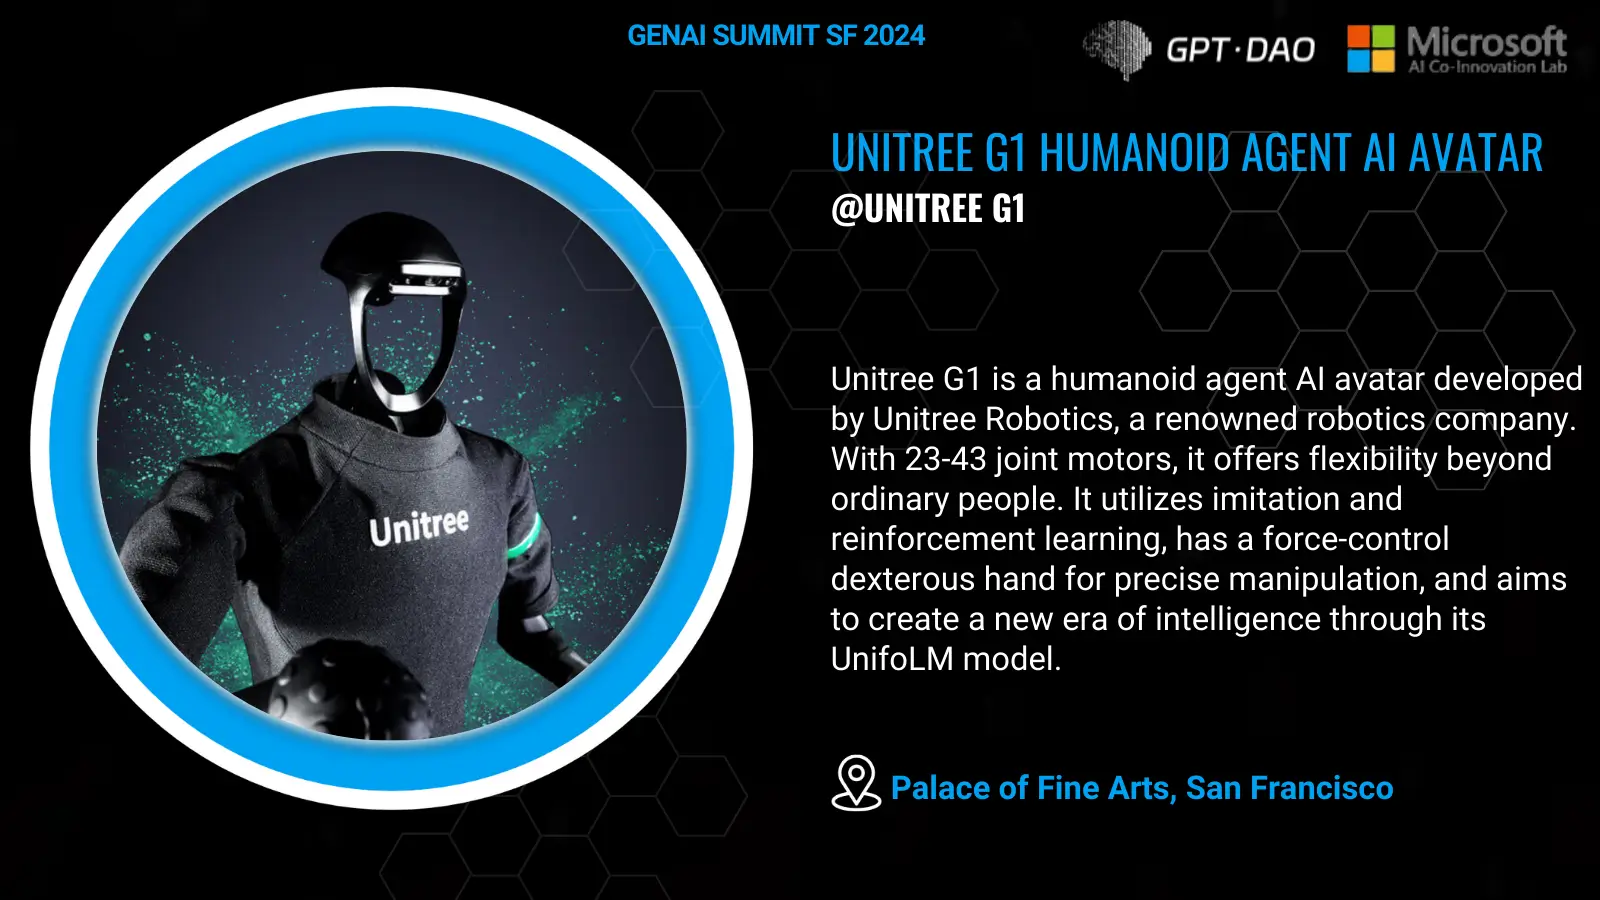 GENAI SUMMIT SF 2024
GPT·DAO
Microsoft
AI Co-Innovation Lab
UNITREE G1 HUMANOID AGENT AI AVATAR
@UNITREE G1
Unitree G1 is a humanoid agent AI avatar developed
by Unitree Robotics, a renowned robotics company.
With 23-43 joint motors, it offers flexibility beyond
ordinary people. It utilizes imitation and
reinforcement learning, has a force-control
dexterous hand for precise manipulation, and aims
to create a new era of intelligence through its
UnifoLM model.
Unitree
Palace of Fine Arts, San Francisco